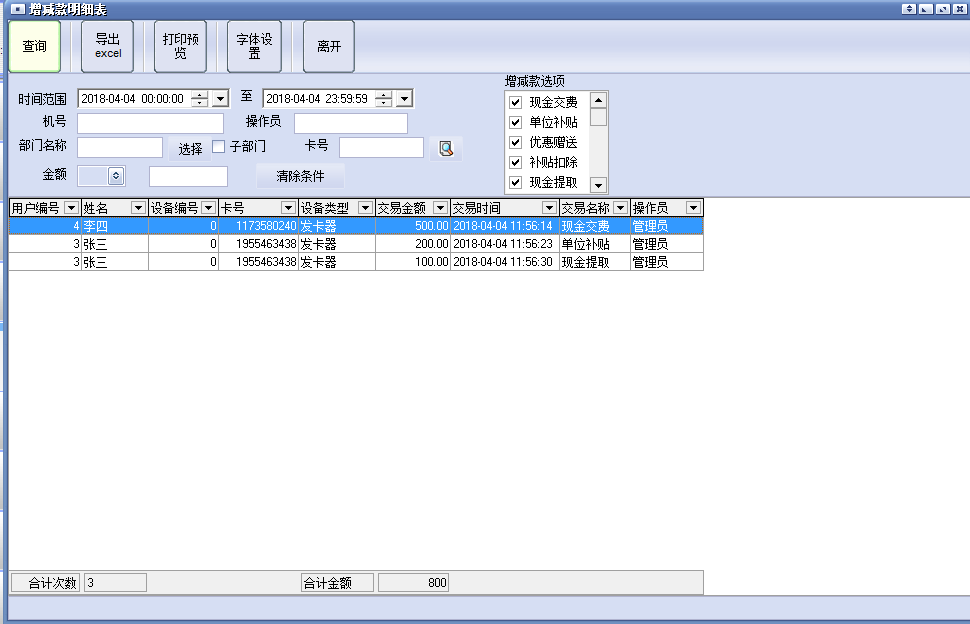 增减款明细表
查询
导出
excel
打印预
览
字体设
置
离开
时间范围 2018-04-04 00:00:00 至 2018-04-04 23:59:59
机号 操作员
部门名称 选择 子部门 卡号
金额 清除条件
增减款选项
现金交费
单位补贴
优惠赠送
补贴扣除
现金提取
用户编号 姓名 设备编号 卡号 设备类型 交易金额 交易时间 交易名称 操作员
4 李四 0 1173580240 发卡器 500.00 2018-04-04 11:56:14 现金交费 管理员
3 张三 0 1955463438 发卡器 200.00 2018-04-04 11:56:23 单位补贴 管理员
3 张三 0 1955463438 发卡器 100.00 2018-04-04 11:56:30 现金提取 管理员
合计次数 3 合计金额 800